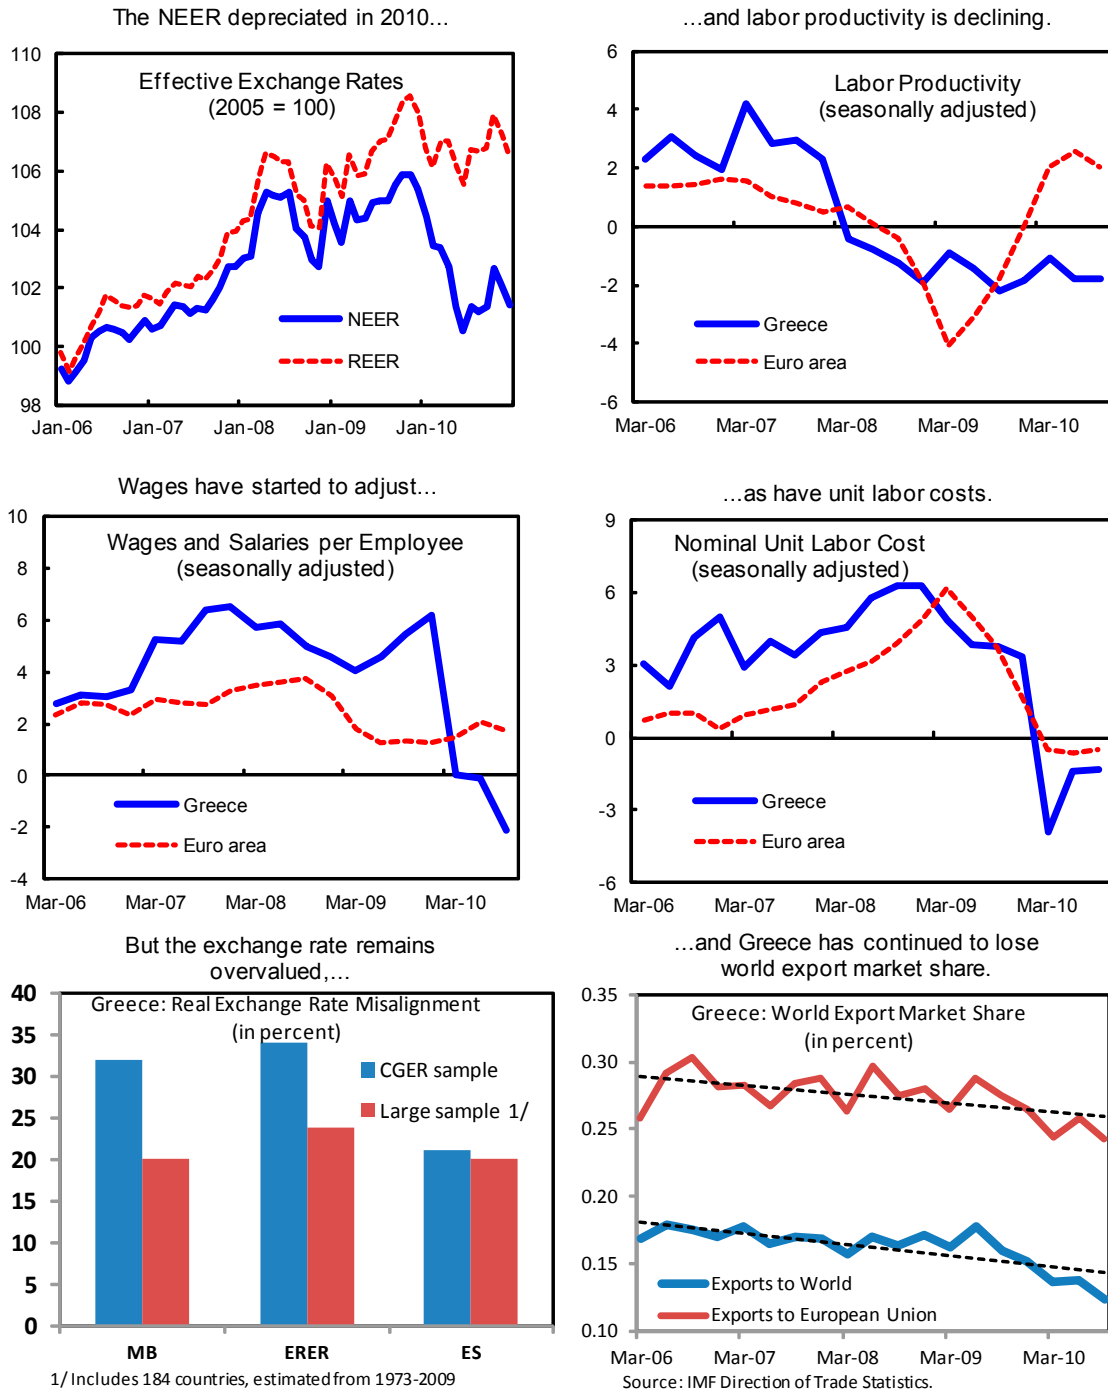 The NEER depreciated in 2010...
110
108
106
104
102
100
98
Effective Exchange Rates
(2005 = 100)
NEER
REER
Jan-06
Jan-07
Jan-08
Jan-09
Jan-10
...and labor productivity is declining.
6
4
2
0
-2
-4
-6
Labor Productivity
(seasonally adjusted)
Greece
Euro area
Mar-06
Mar-07
Mar-08
Mar-09
Mar-10
Wages have started to adjust...
10
8
6
4
2
0
-2
-4
Wages and Salaries per Employee
(seasonally adjusted)
Greece
Euro area
Mar-06
Mar-07
Mar-08
Mar-09
Mar-10
...as have unit labor costs.
9
6
3
0
-3
-6
Nominal Unit Labor Cost
(seasonally adjusted)
Greece
Euro area
Mar-06
Mar-07
Mar-08
Mar-09
Mar-10
But the exchange rate remains
overvalued,...
40
35
30
25
20
15
10
5
0
Greece: Real Exchange Rate Misalignment
(in percent)
CGER sample
Large sample 1/
MB
ERER
ES
1/ Includes 184 countries, estimated from 1973-2009
...and Greece has continued to lose
world export market share.
0.35
0.30
0.25
0.20
0.15
0.10
Greece: World Export Market Share
(in percent)
Exports to World
Exports to European Union
Mar-06
Mar-07
Mar-08
Mar-09
Mar-10
Source: IMF Direction of Trade Statistics.